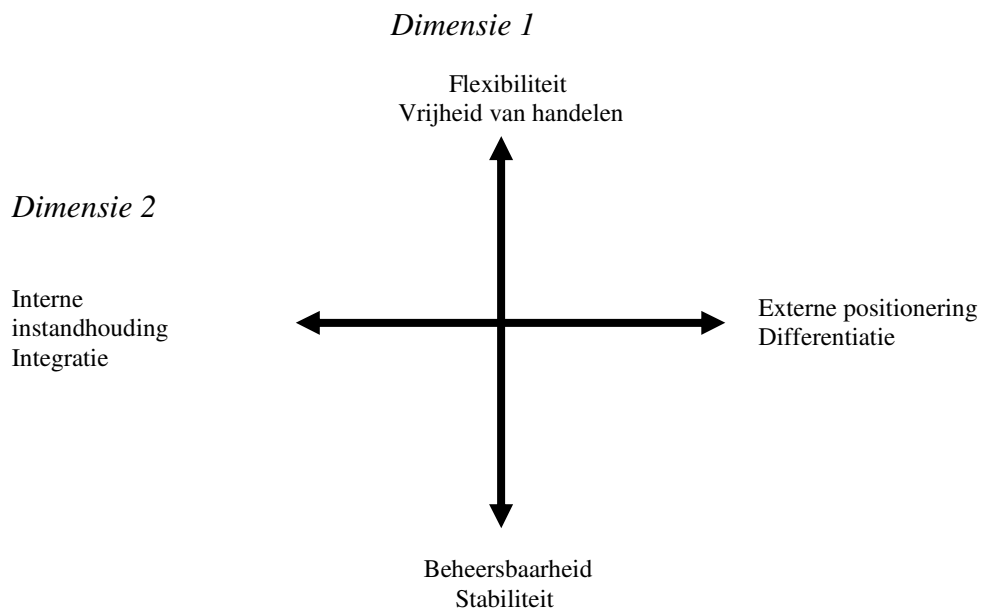 Dimensie 1
Flexibiliteit
Vrijheid van handelen
Dimensie 2
Interne
instandhouding
Integratie
Externe positionering
Differentiatie
Beheersbaarheid
Stabiliteit